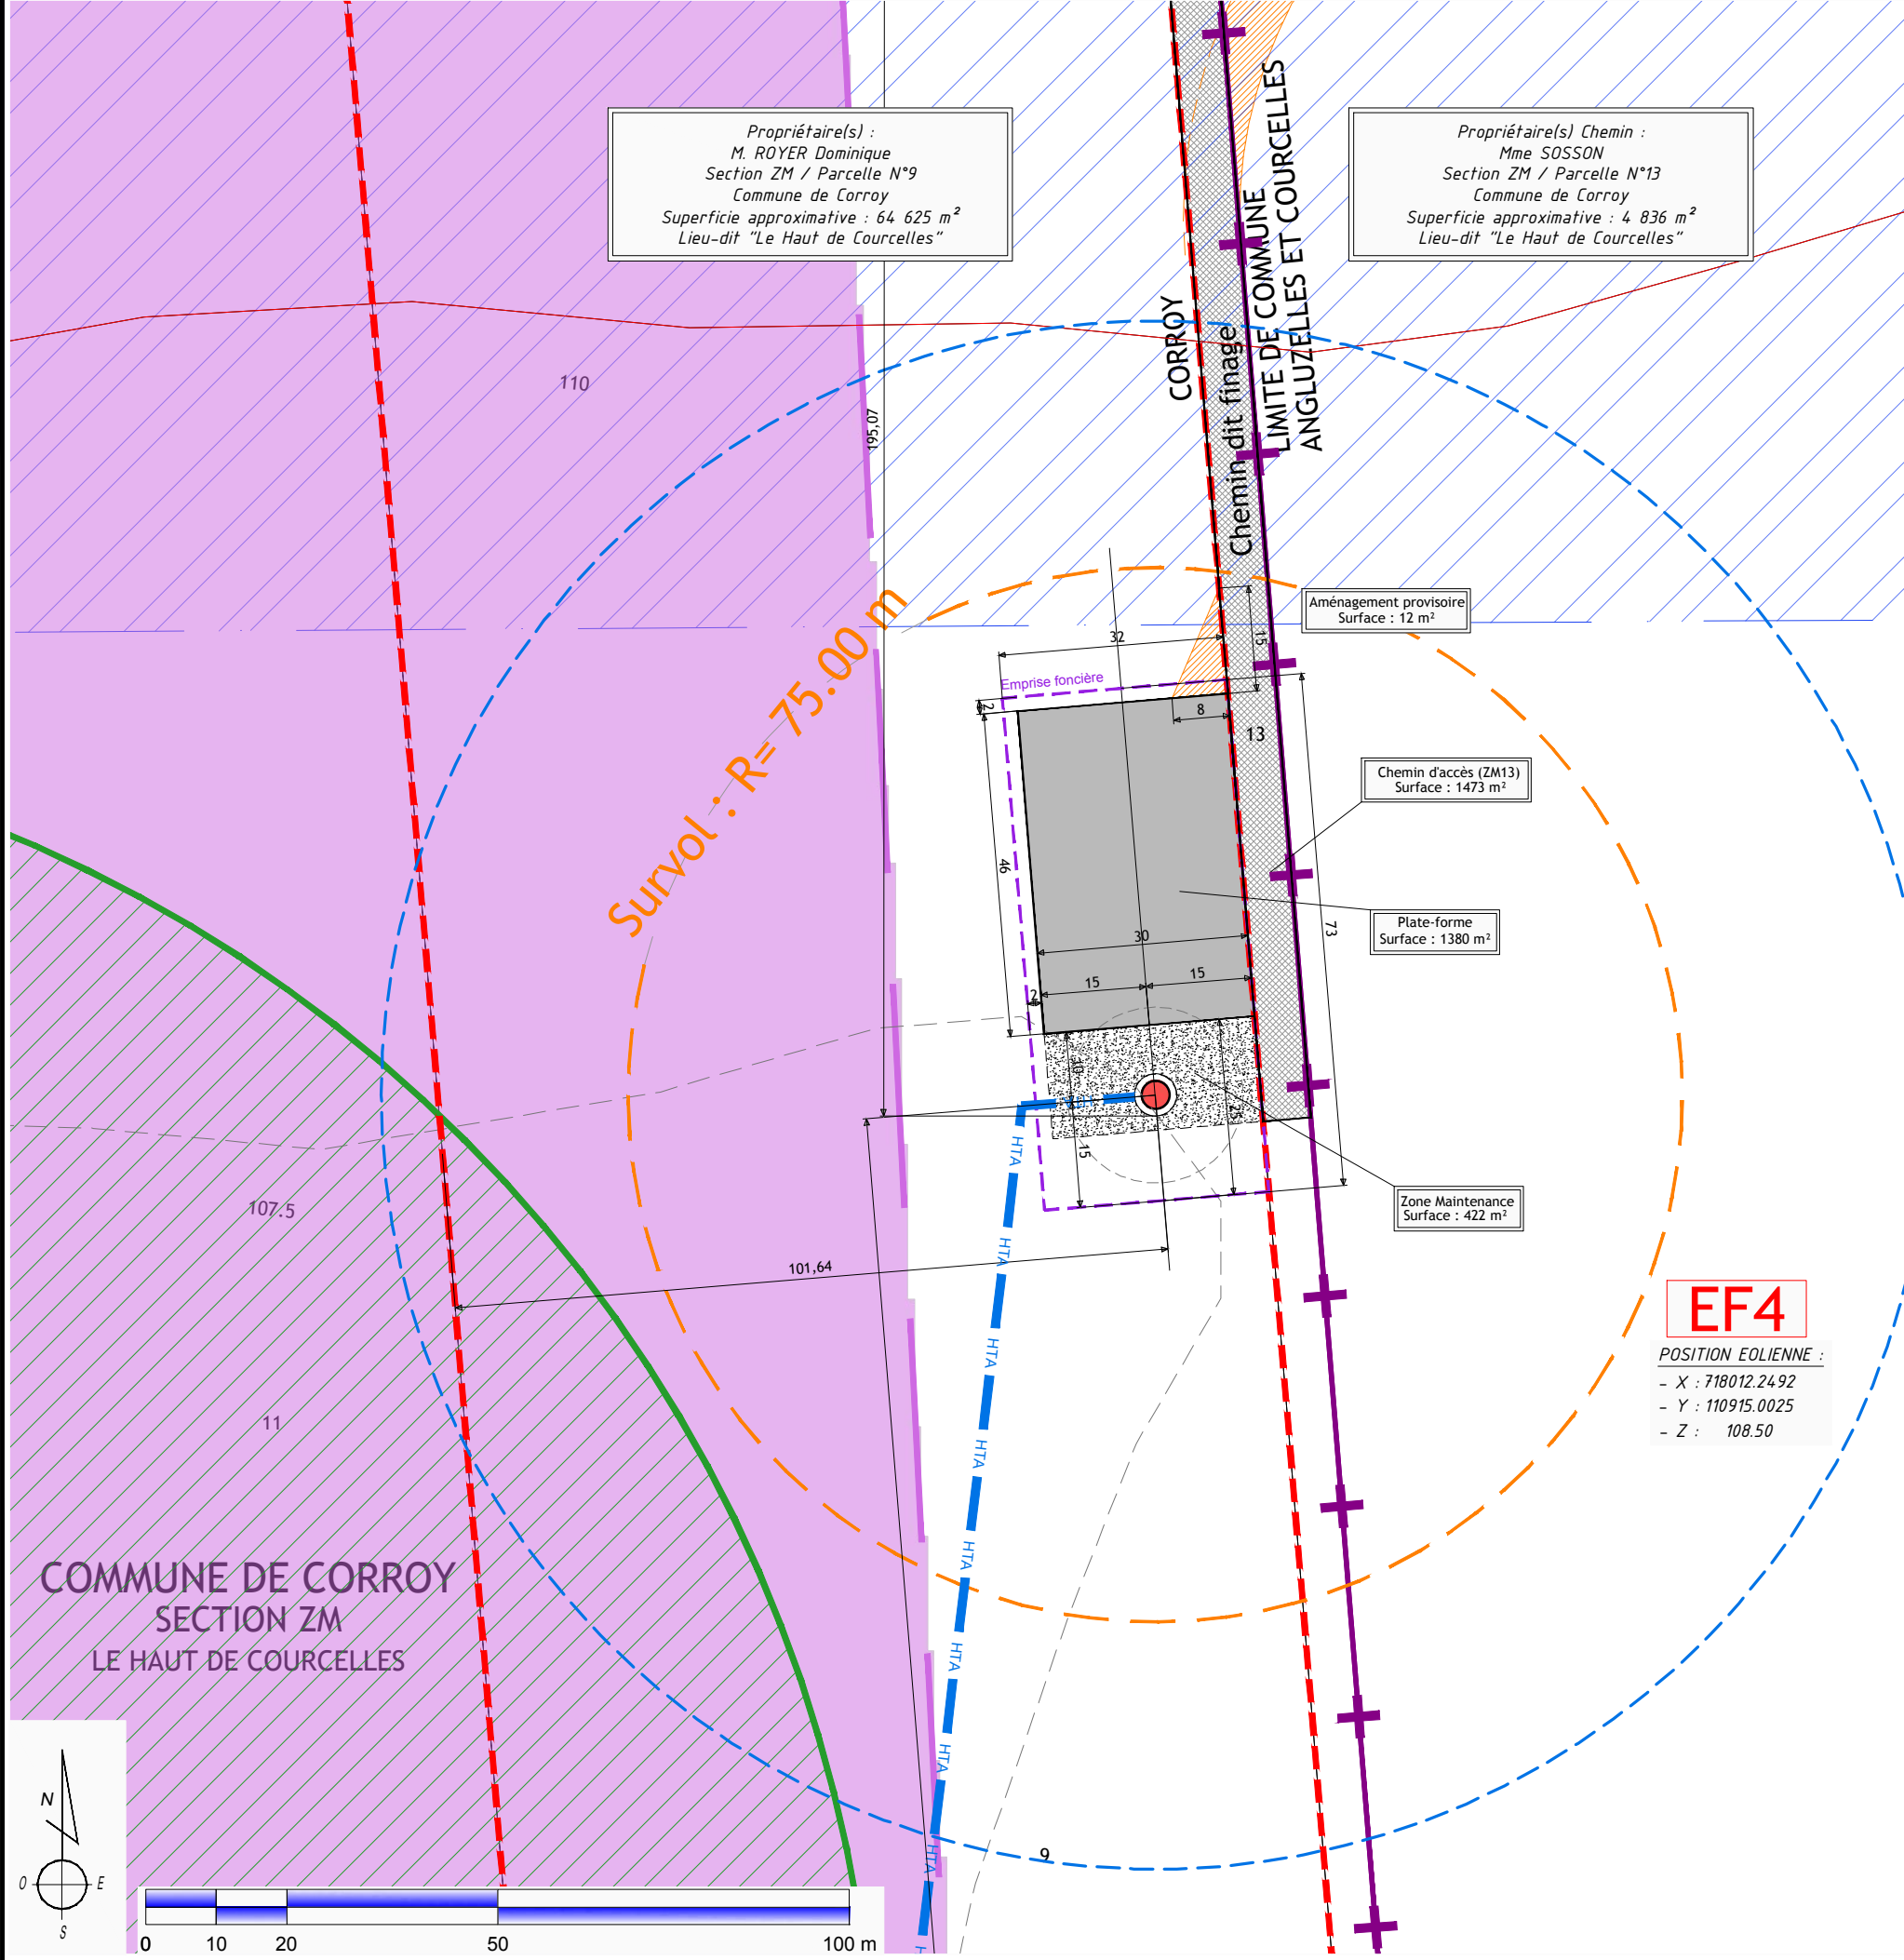 Propriétaire(s) :
M. ROYER Dominique
Section ZM / Parcelle N°9
Commune de Corroy
Superficie approximative : 64 625 m²
Lieu-dit "Le Haut de Courcelles"
Propriétaire(s) Chemin :
Mme SOSSON
Section ZM / Parcelle N°13
Commune de Corroy
Superficie approximative : 4 836 m²
Lieu-dit "Le Haut de Courcelles"
CORROY
Chemin dit finage
LIMITE DE COMMUNE
ANGLUZELLES ET COURCELLES
110
195,07
Survol : R= 75.00 m
Aménagement provisoire
Surface : 12 m²
32
15
Emprise foncière
2
8
13
46
Chemin d'accès (ZM13)
Surface : 1473 m²
Plate-forme
Surface : 1380 m²
73
30
15
15
2
10
25
15
Zone Maintenance
Surface : 422 m²
107.5
101,64
HTA
HTA
HTA
HTA
HTA
HTA
HTA
HTA
H
EF4
POSITION EOLIENNE :
- X : 718012.2492
- Y : 110915.0025
- Z : 108.50
11
COMMUNE DE CORROY
SECTION ZM
LE HAUT DE COURCELLES
9
N
O
E
S
0 10 20 50 100 m